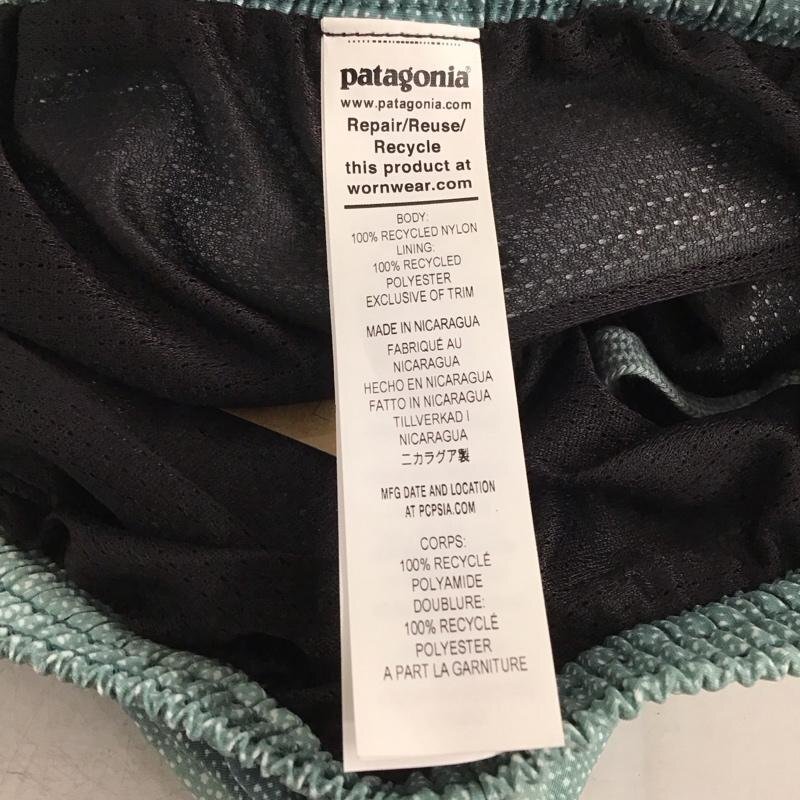 patagonia®
www.patagonia.com
Repair/Reuse/
Recycle
this product at
wornwear.com
BODY:
100% RECYCLED NYLON
LINING:
100% RECYCLED
POLYESTER
EXCLUSIVE OF TRIM
MADE IN NICARAGUA
FABRIQUÉ AU
NICARAGUA
HECHO EN NICARAGUA
FATTO IN NICARAGUA
TILLVERKAD I
NICARAGUA
ニカラグア製
MFG DATE AND LOCATION
AT PCPSIA.COM
CORPS:
100% RECYCLÉ
POLYAMIDE
DOUBLURE:
100% RECYCLÉ
POLYESTER
A PART LA GARNITURE